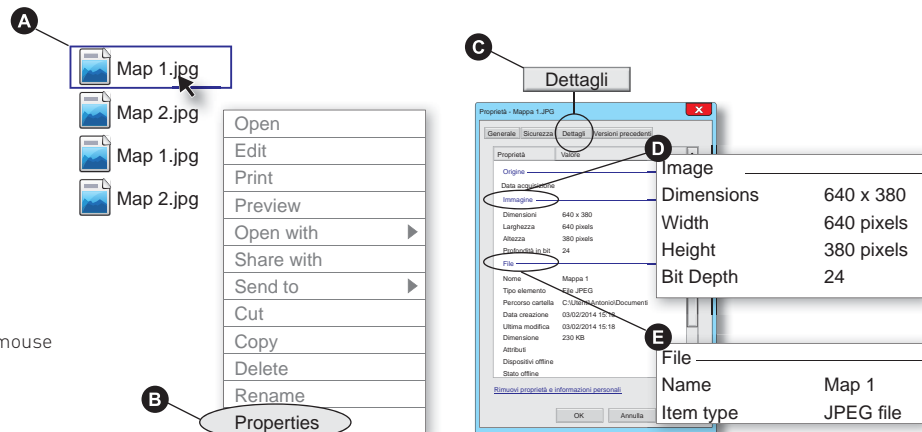 A
Map 1.jpg
Map 2.jpg
Map 1.jpg
Map 2.jpg
mouse
Open
Edit
Print
Preview
Open with
Share with
Send to
Cut
Copy
Delete
Rename
B
Properties
C
Dettagli
Proprietà - Mappa 1.JPG
X
Generale Sicurezza Dettagli Versioni precedenti
Proprietà Valore
Origine
Data acquisizione
Immagine
Dimensioni 640 x 380
Larghezza 640 pixels
Altezza 380 pixels
Profondità in bit 24
File
Nome Mappa 1
Tipo elemento File JPEG
Percorso cartella C:\Utenti\Antonio\Documenti
Data creazione 03/02/2014 15:18
Ultima modifica 03/02/2014 15:18
Dimensione 230 KB
Attributi
Dispositivi offline
Stato offline
Rimuovi proprietà e informazioni personali
OK Annulla
D
Image
Dimensions 640 x 380
Width 640 pixels
Height 380 pixels
Bit Depth 24
E
File
Name Map 1
Item type JPEG file